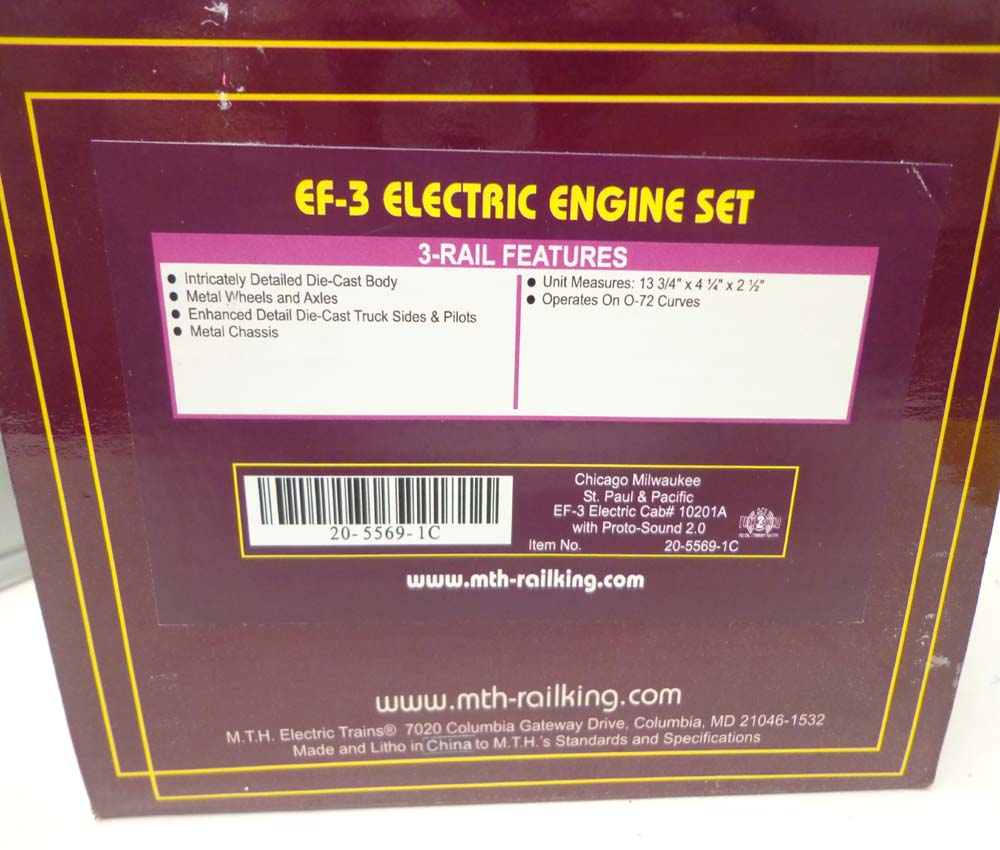 EF-3 ELECTRIC ENGINE SET
3-RAIL FEATURES
● Intricately Detailed Die-Cast Body
● Metal Wheels and Axles
● Enhanced Detail Die-Cast Truck Sides & Pilots
● Metal Chassis
● Unit Measures: 13 3/4" x 4 ¼" x 2 ½"
● Operates On O-72 Curves
20-5569-1C
Chicago Milwaukee
St. Paul & Pacific
EF-3 Electric Cab# 10201A
with Proto-Sound 2.0
Item No. 20-5569-1C
www.mth-railking.com
www.mth-railking.com
M.T.H. Electric Trains® 7020 Columbia Gateway Drive, Columbia, MD 21046-1532
Made and Litho in China to M.T.H.'s Standards and Specifications